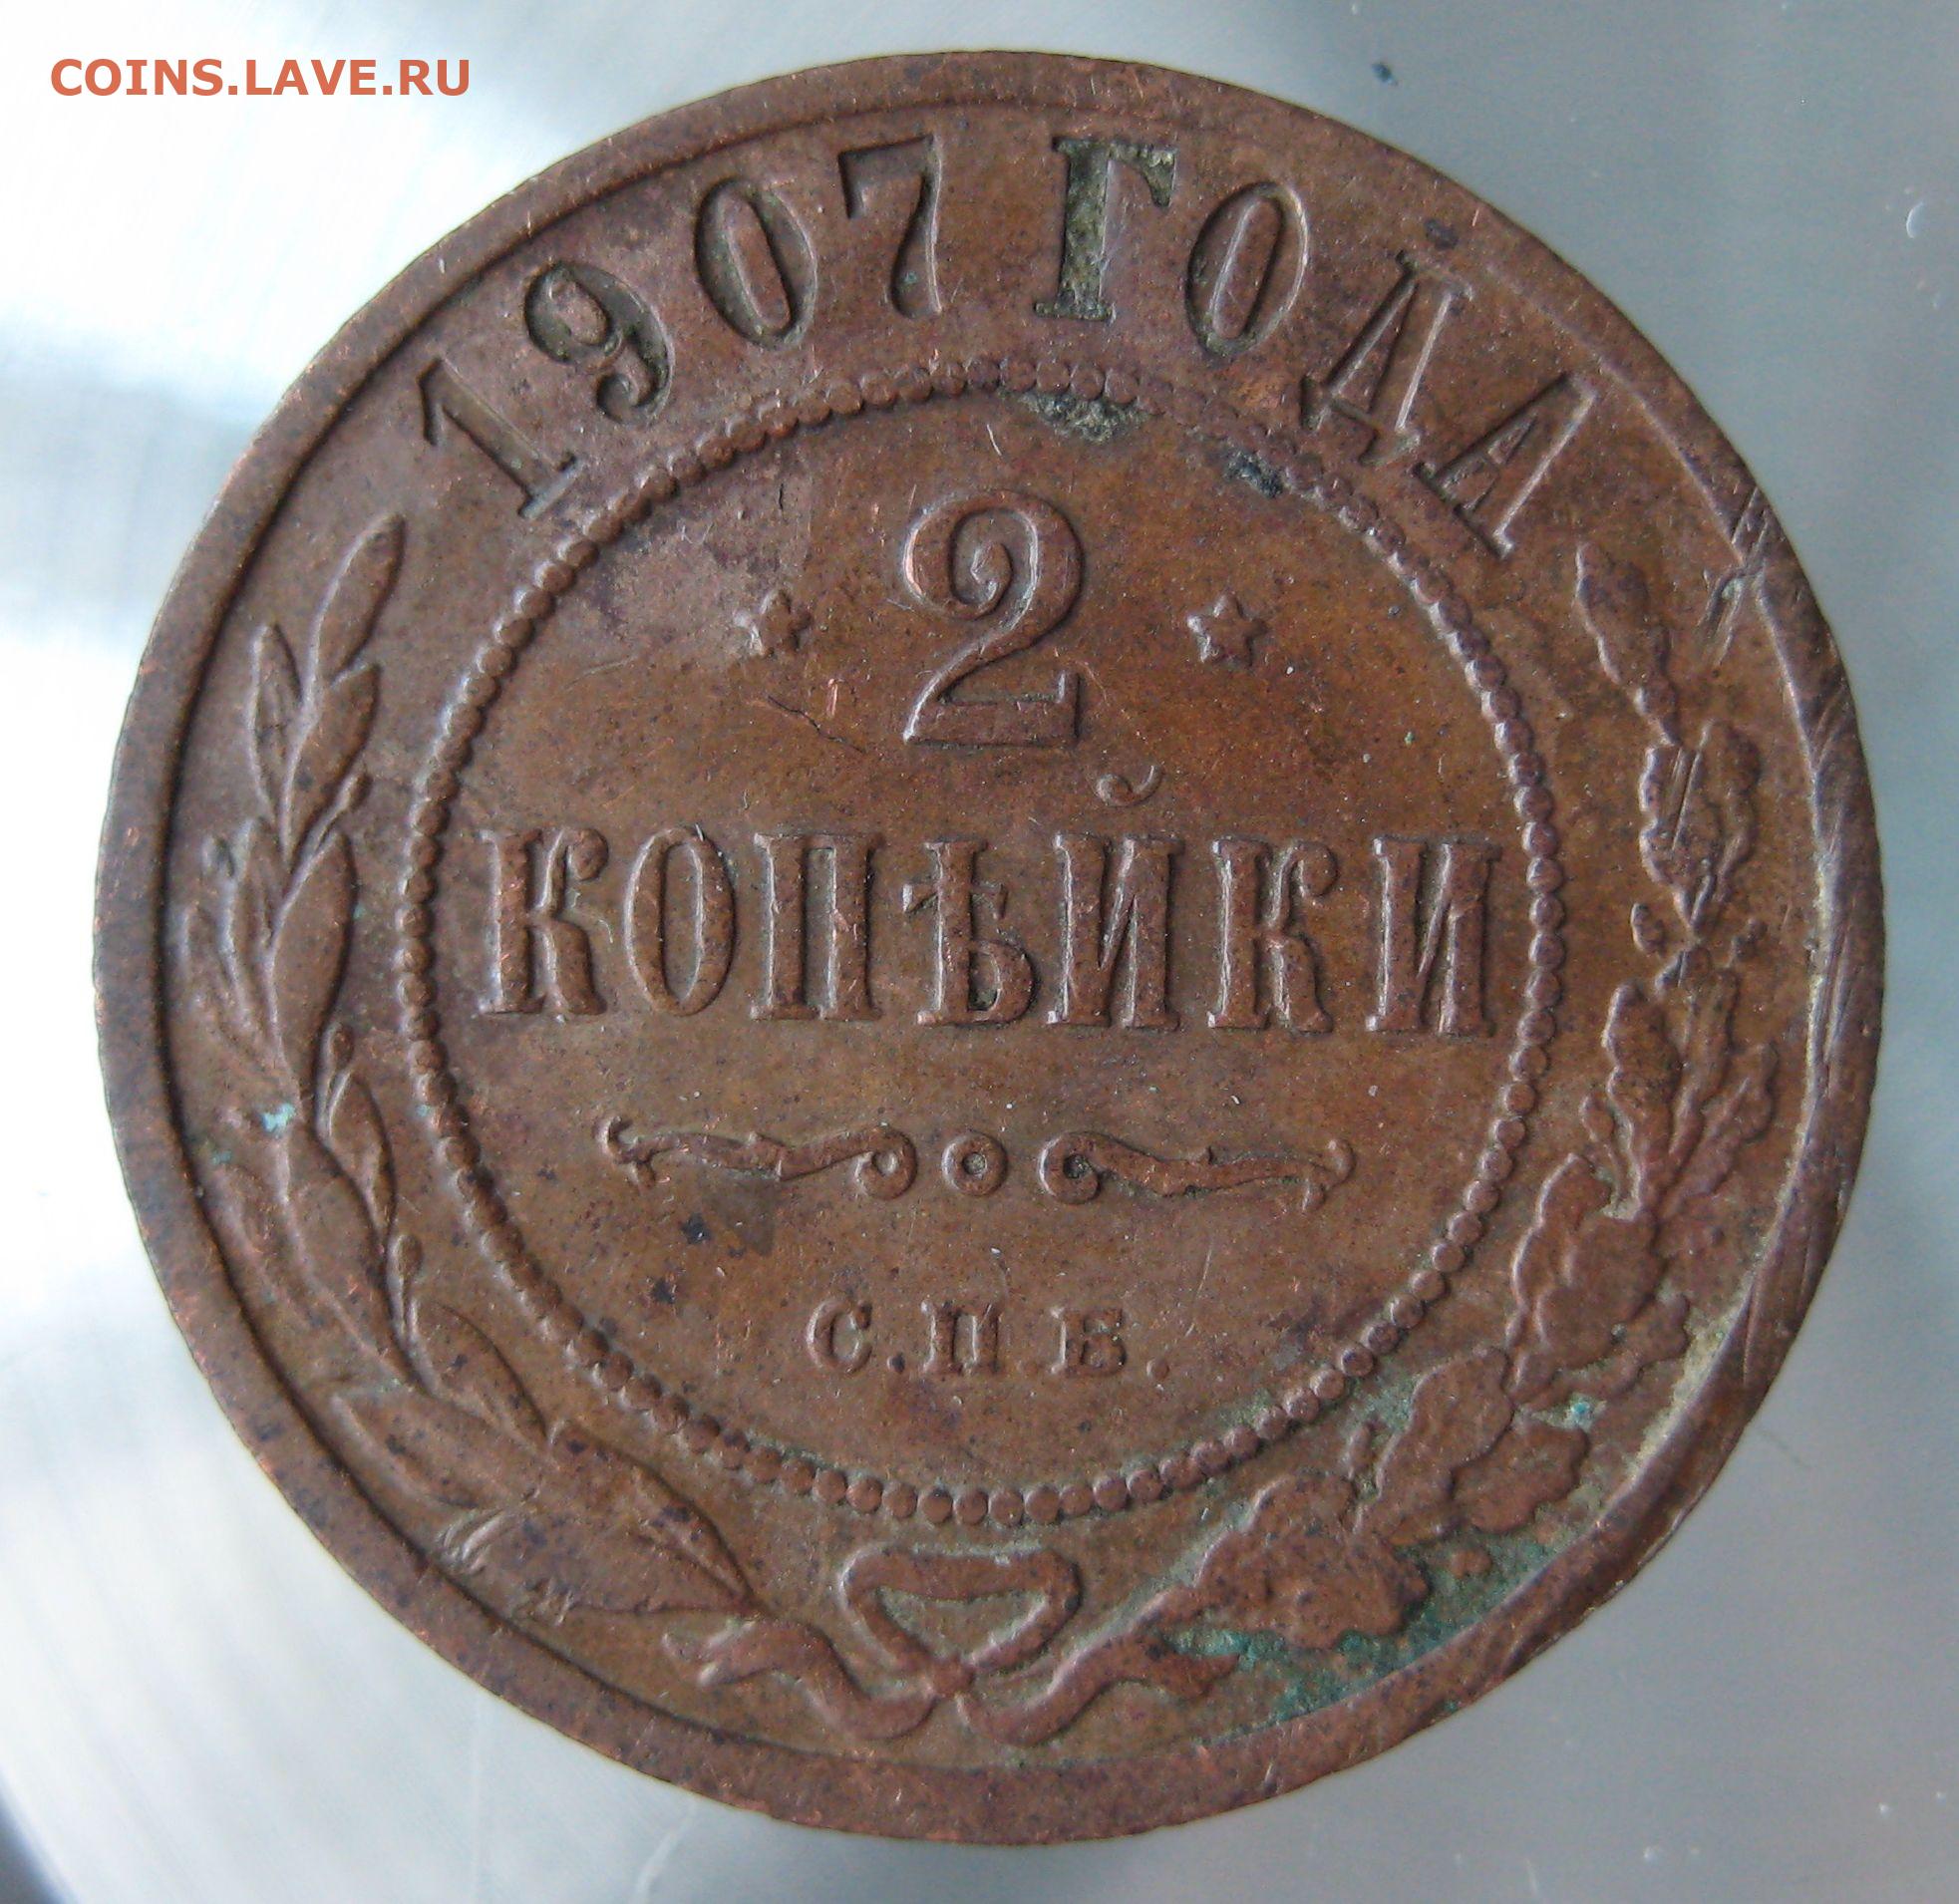 COINS.LAVE.RU
1907 ГОДА
2
КОПѢЙКИ
С.П.Б.